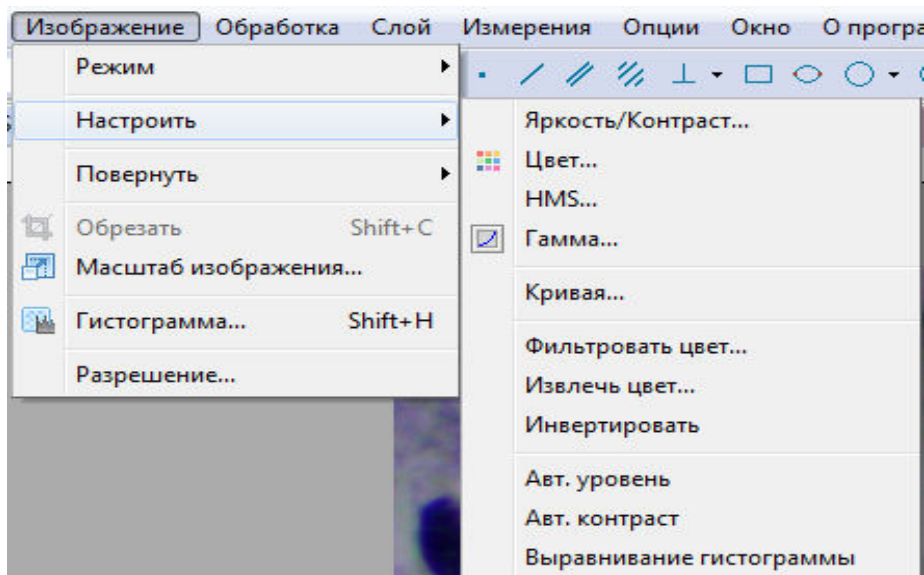 Изображение Обработка Слой Измерения Опции Окно О програ
Режим
Настроить
Повернуть
Обрезать Shift+C
Масштаб изображения...
Гистограмма... Shift+H
Разрешение...
Яркость/Контраст...
Цвет...
HMS...
Гамма...
Кривая...
Фильтровать цвет...
Извлечь цвет...
Инвертировать
Авт. уровень
Авт. контраст
Выравнивание гистограммы